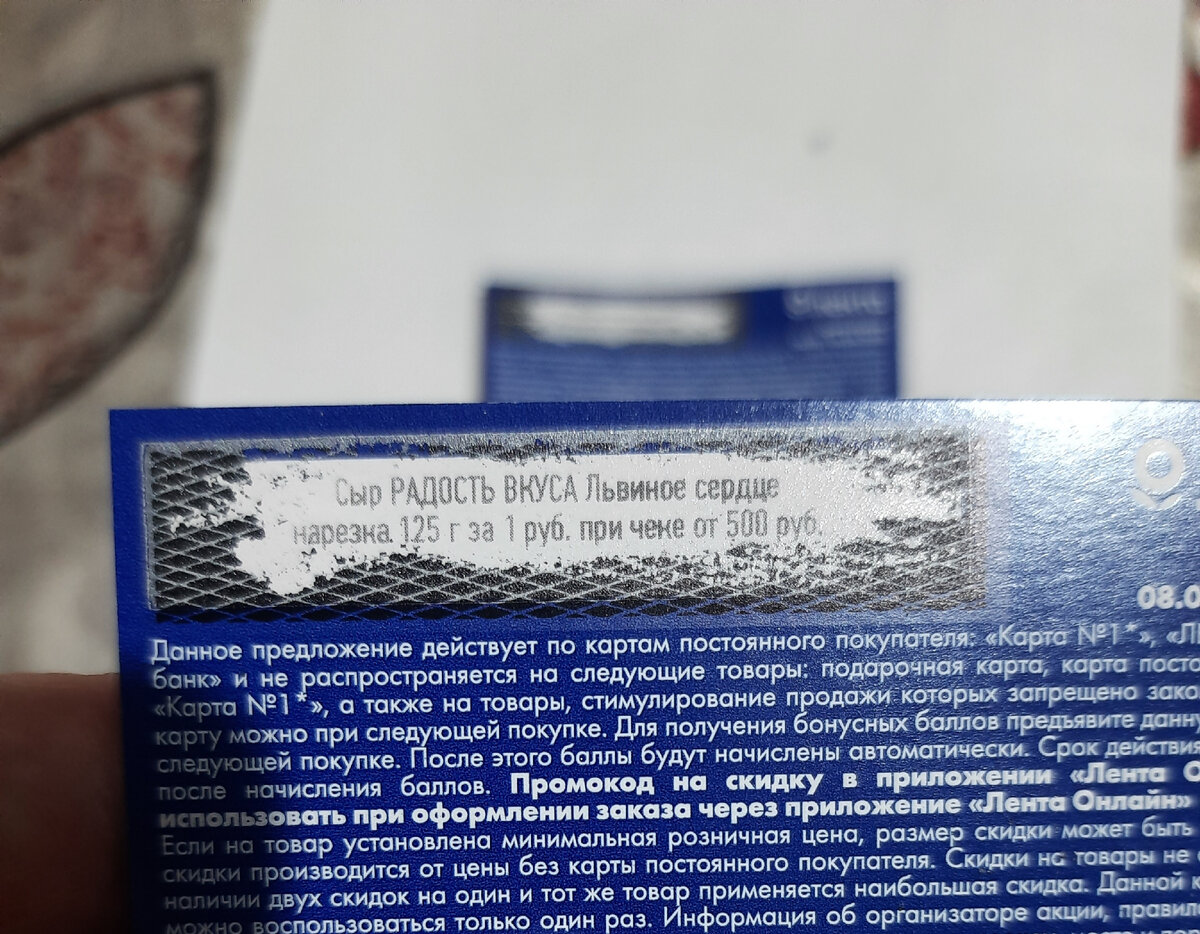 Сыр РАДОСТЬ ВКУСА Львиное сердце
нарезка 125 г за 1 руб. при чеке от 500 руб.
08.0
Данное предложение действует по картам постоянного покупателя: «Карта №1*», «Л
банк» и не распространяется на следующие товары: подарочная карта, карта посто
«Карта №1*», а также на товары, стимулирование продажи которых запрещено зако
карту можно при следующей покупке. Для получения бонусных баллов предъявите данн
следующей покупке. После этого баллы будут начислены автоматически. Срок действи
после начисления баллов. Промокод на скидку в приложении «Лента О
использовать при оформлении заказа через приложение «Лента Онлайн»
Если на товар установлена минимальная розничная цена, размер скидки может быть
скидки производится от цены без карты постоянного покупателя. Скидки на товары не
наличии двух скидок на один и тот же товар применяется наибольшая скидка. Данной к
можно воспользоваться только один раз. Информация об организаторе акции, правил